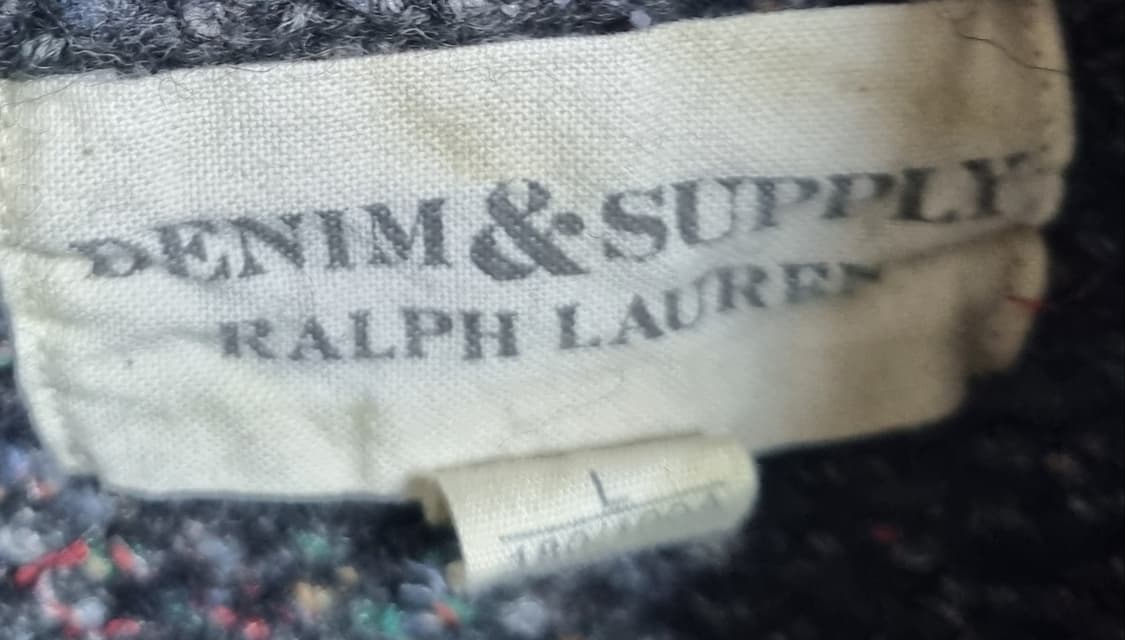 DENIM & SUPPLY
RALPH LAUREN
L